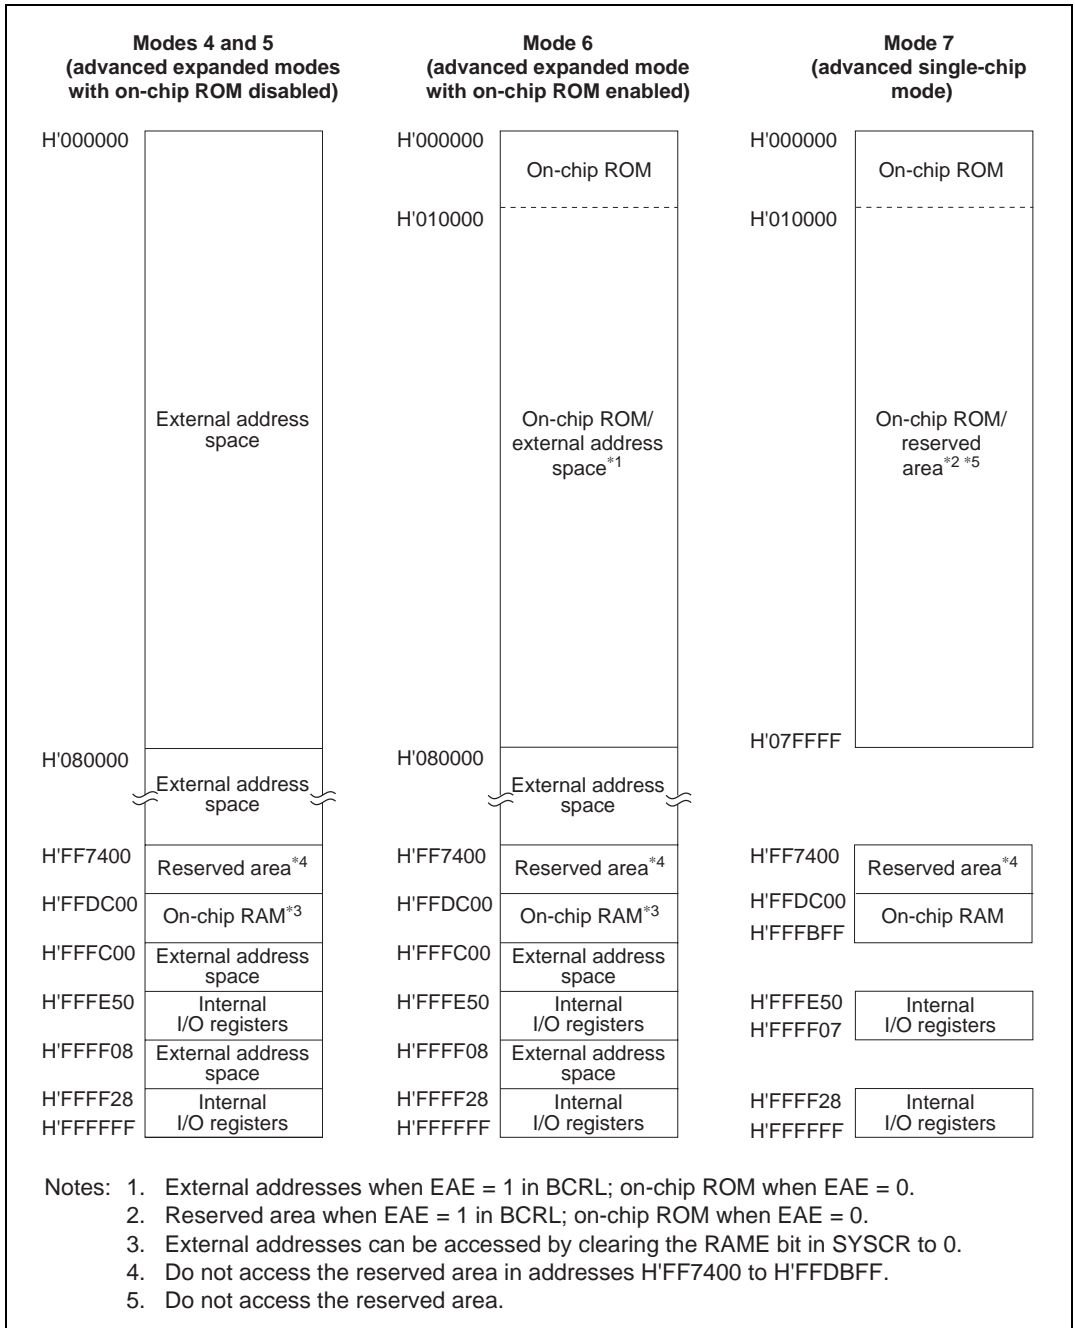 Modes 4 and 5
(advanced expanded modes
with on-chip ROM disabled)
H'000000
External address
space
H'080000
External address
space
H'FF7400
Reserved area*4
H'FFDC00
On-chip RAM*3
H'FFFC00
External address
space
H'FFFE50
Internal
I/O registers
H'FFFF08
External address
space
H'FFFF28
Internal
I/O registers
H'FFFFFF
Mode 6
(advanced expanded mode
with on-chip ROM enabled)
H'000000
On-chip ROM
H'010000
On-chip ROM/
external address
space*1
H'080000
External address
space
H'FF7400
Reserved area*4
H'FFDC00
On-chip RAM*3
H'FFFC00
External address
space
H'FFFE50
Internal
I/O registers
H'FFFF08
External address
space
H'FFFF28
Internal
I/O registers
H'FFFFFF
Mode 7
(advanced single-chip
mode)
H'000000
On-chip ROM
H'010000
On-chip ROM/
reserved
area*2 *5
H'07FFFF
H'FF7400
Reserved area*4
H'FFDC00
On-chip RAM
H'FFFBFF
H'FFFE50
Internal
I/O registers
H'FFFF07
H'FFFF28
Internal
I/O registers
H'FFFFFF
Notes: 1. External addresses when EAE = 1 in BCRL; on-chip ROM when EAE = 0.
2. Reserved area when EAE = 1 in BCRL; on-chip ROM when EAE = 0.
3. External addresses can be accessed by clearing the RAME bit in SYSCR to 0.
4. Do not access the reserved area in addresses H'FF7400 to H'FFDBFF.
5. Do not access the reserved area.